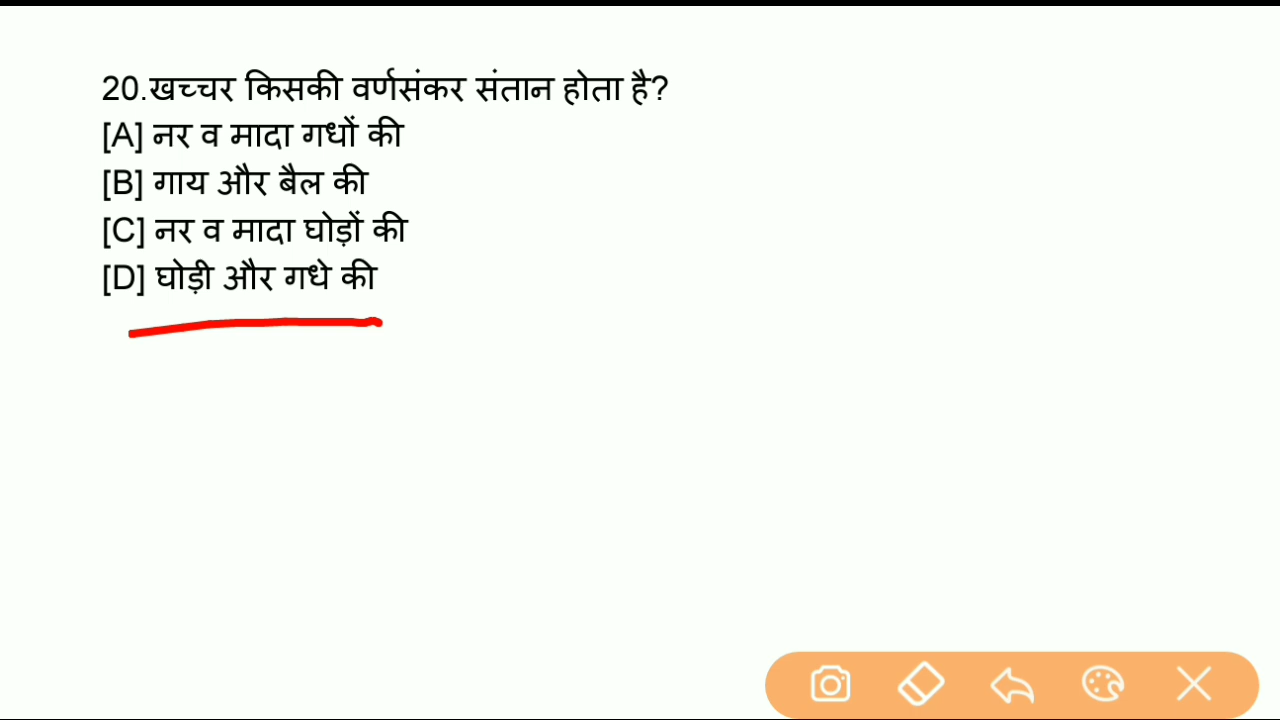 20.खच्चर किसकी वर्णसंकर संतान होता है?
[A] नर व मादा गधों की
[B] गाय और बैल की
[C] नर व मादा घोड़ों की
[D] घोड़ी और गधे की